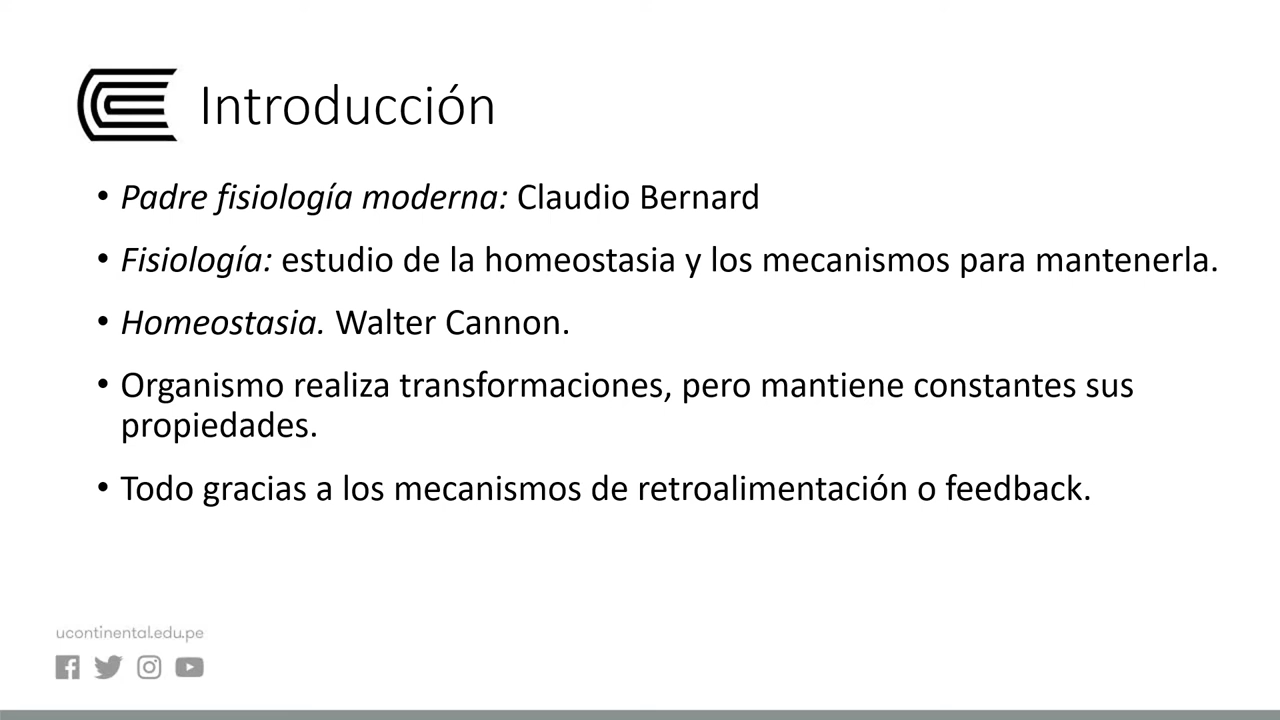 Introducción
• Padre fisiología moderna: Claudio Bernard
• Fisiología: estudio de la homeostasia y los mecanismos para mantenerla.
• Homeostasia. Walter Cannon.
• Organismo realiza transformaciones, pero mantiene constantes sus
propiedades.
• Todo gracias a los mecanismos de retroalimentación o feedback.
ucontinental.edu.pe